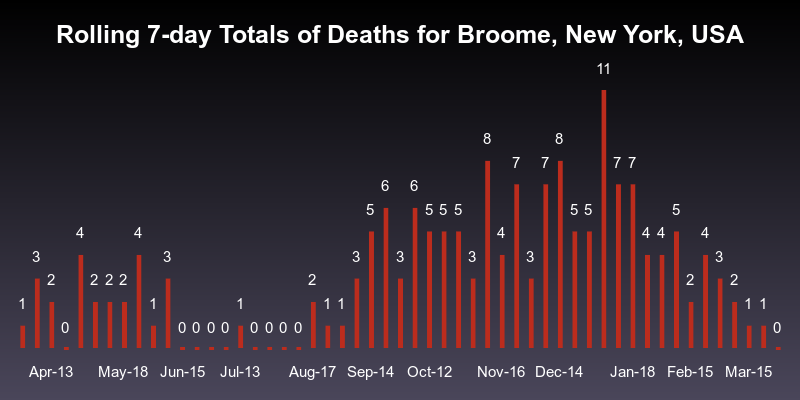 Rolling 7-day Totals of Deaths for Broome, New York, USA
11
8 8
7 7 7 7
6 6
5 5 5 5 5 5 5
4 4 4 4 4 4
3 3 3 3 3 3 3
2 2 2 2 2 2 2
1 1 1 1 1 1 1
0 0 0 0 0 0 0 0 0 0
Apr-13 May-18 Jun-15 Jul-13 Aug-17 Sep-14 Oct-12 Nov-16 Dec-14 Jan-18 Feb-15 Mar-15